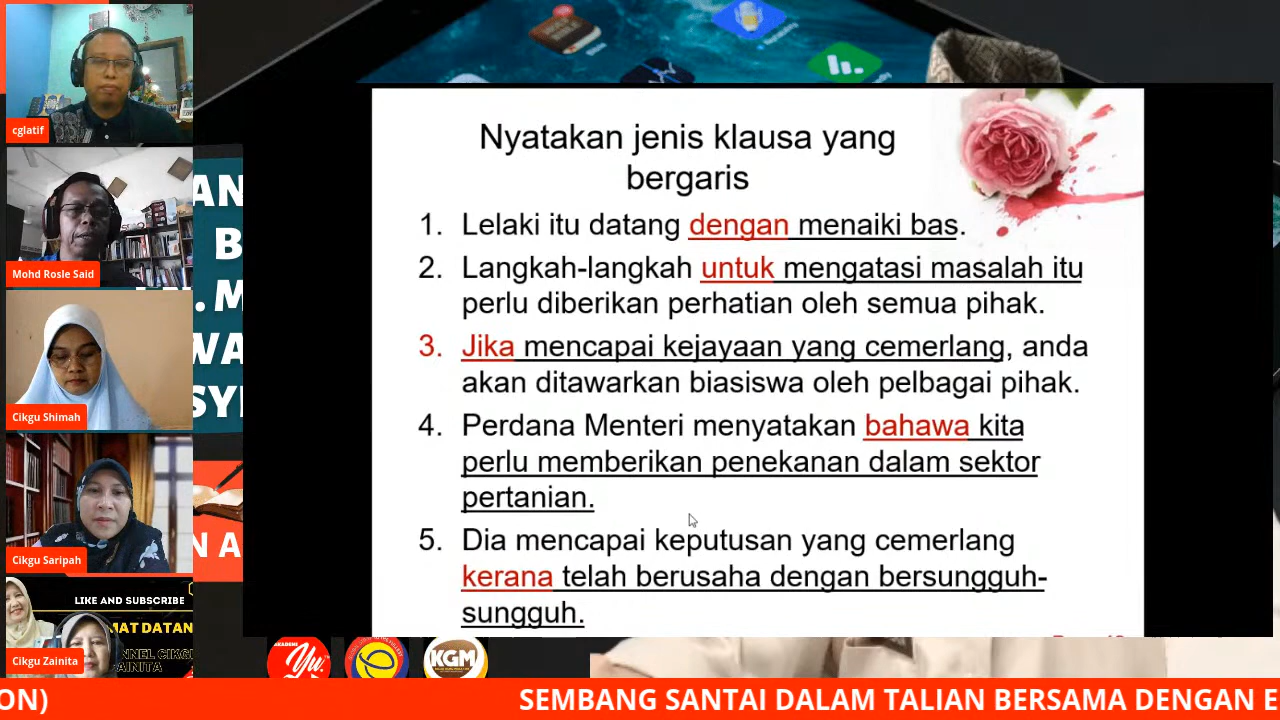 cglatif
Mohd Rosle Said
Cikgu Shimah
Cikgu Saripah
LIKE AND SUBSCRIBE
Cikgu Zainita
Nyatakan jenis klausa yang
bergaris
1. Lelaki itu datang dengan menaiki bas.
2. Langkah-langkah untuk mengatasi masalah itu
perlu diberikan perhatian oleh semua pihak.
3. Jika mencapai kejayaan yang cemerlang, anda
akan ditawarkan biasiswa oleh pelbagai pihak.
4. Perdana Menteri menyatakan bahawa kita
perlu memberikan penekanan dalam sektor
pertanian.
5. Dia mencapai keputusan yang cemerlang
kerana telah berusaha dengan bersungguh-
sungguh.
Yu.
KGM
ON) SEMBANG SANTAI DALAM TALIAN BERSAMA DENGAN E